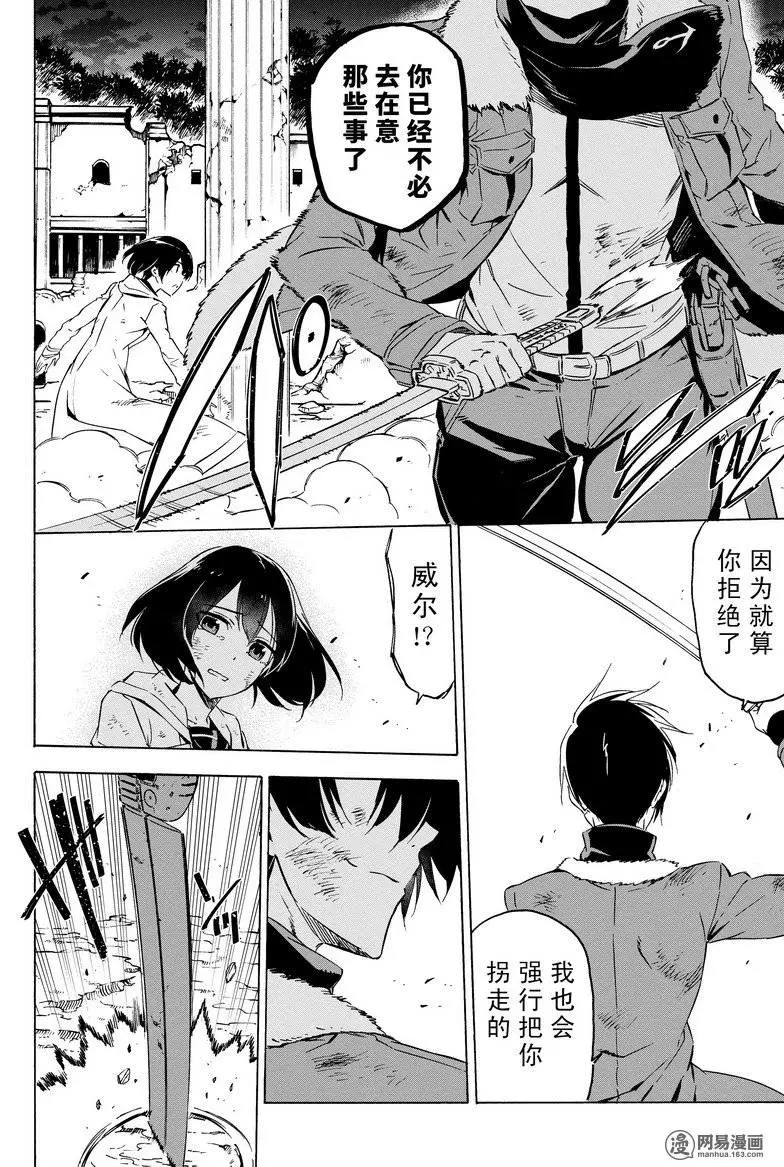 你已经不必
去在意
那些事了
因为就算
你拒绝了
威尔!?
我也会
强行把你
拐走的
网易漫画
manhua.163.com